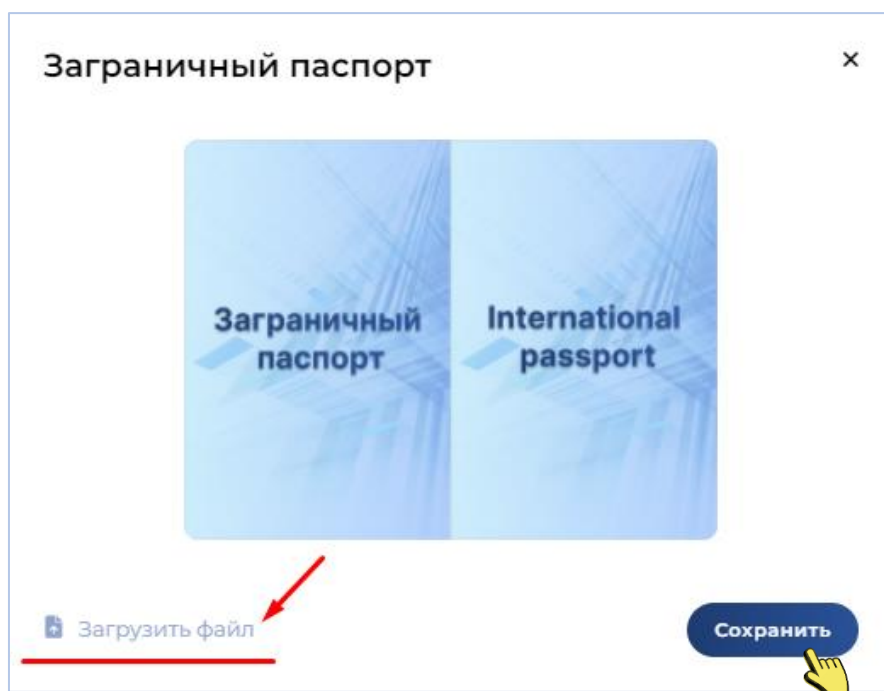 Заграничный паспорт
Заграничный
паспорт
International
passport
Загрузить файл
Сохранить